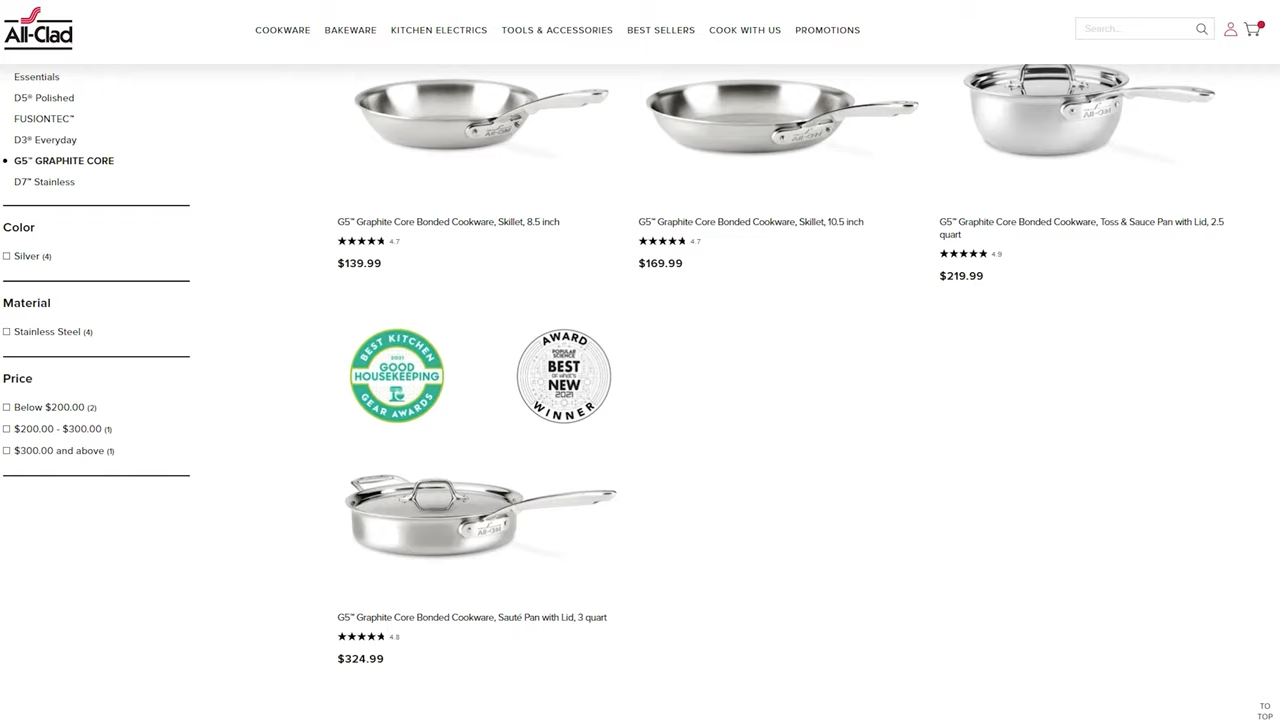 All-Clad
COOKWARE BAKEWARE KITCHEN ELECTRICS TOOLS & ACCESSORIES BEST SELLERS COOK WITH US PROMOTIONS
Search...
Essentials
D5® Polished
FUSIONTEC™
D3® Everyday
G5™ GRAPHITE CORE
D7™ Stainless
Color
Silver (4)
Material
Stainless Steel (4)
Price
Below $200.00 (2)
$200.00 - $300.00 (1)
$300.00 and above (1)
G5™ Graphite Core Bonded Cookware, Skillet, 8.5 inch
4.7
$139.99
G5™ Graphite Core Bonded Cookware, Skillet, 10.5 inch
4.7
$169.99
G5™ Graphite Core Bonded Cookware, Toss & Sauce Pan with Lid, 2.5
quart
4.9
$219.99
BEST KITCHEN
2021
GOOD
HOUSEKEEPING
GEAR AWARDS
AWARD
POPULAR
SCIENCE
BEST
OF WHAT'S
NEW
2021
WINNER
G5™ Graphite Core Bonded Cookware, Sauté Pan with Lid, 3 quart
4.8
$324.99
TO
TOP